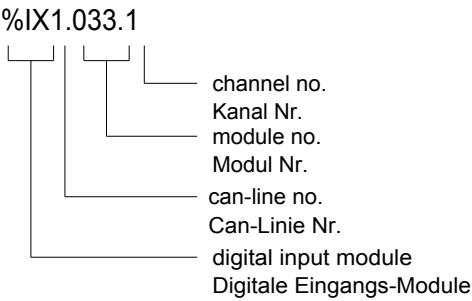 %IX1.033.1
channel no.
Kanal Nr.
module no.
Modul Nr.
can-line no.
Can-Linie Nr.
digital input module
Digitale Eingangs-Module